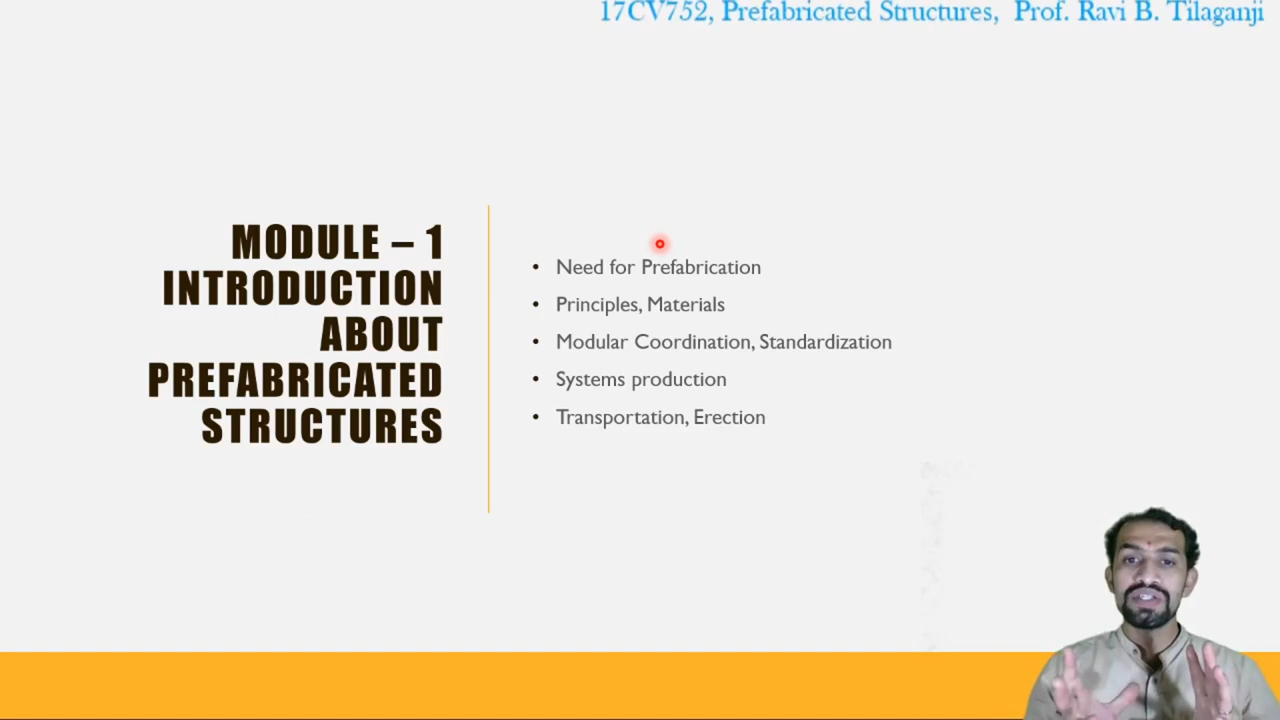 17CV752, Prefabricated Structures, Prof. Ravi B. Tilaganji
MODULE – 1
INTRODUCTION
ABOUT
PREFABRICATED
STRUCTURES
• Need for Prefabrication
• Principles, Materials
• Modular Coordination, Standardization
• Systems production
• Transportation, Erection